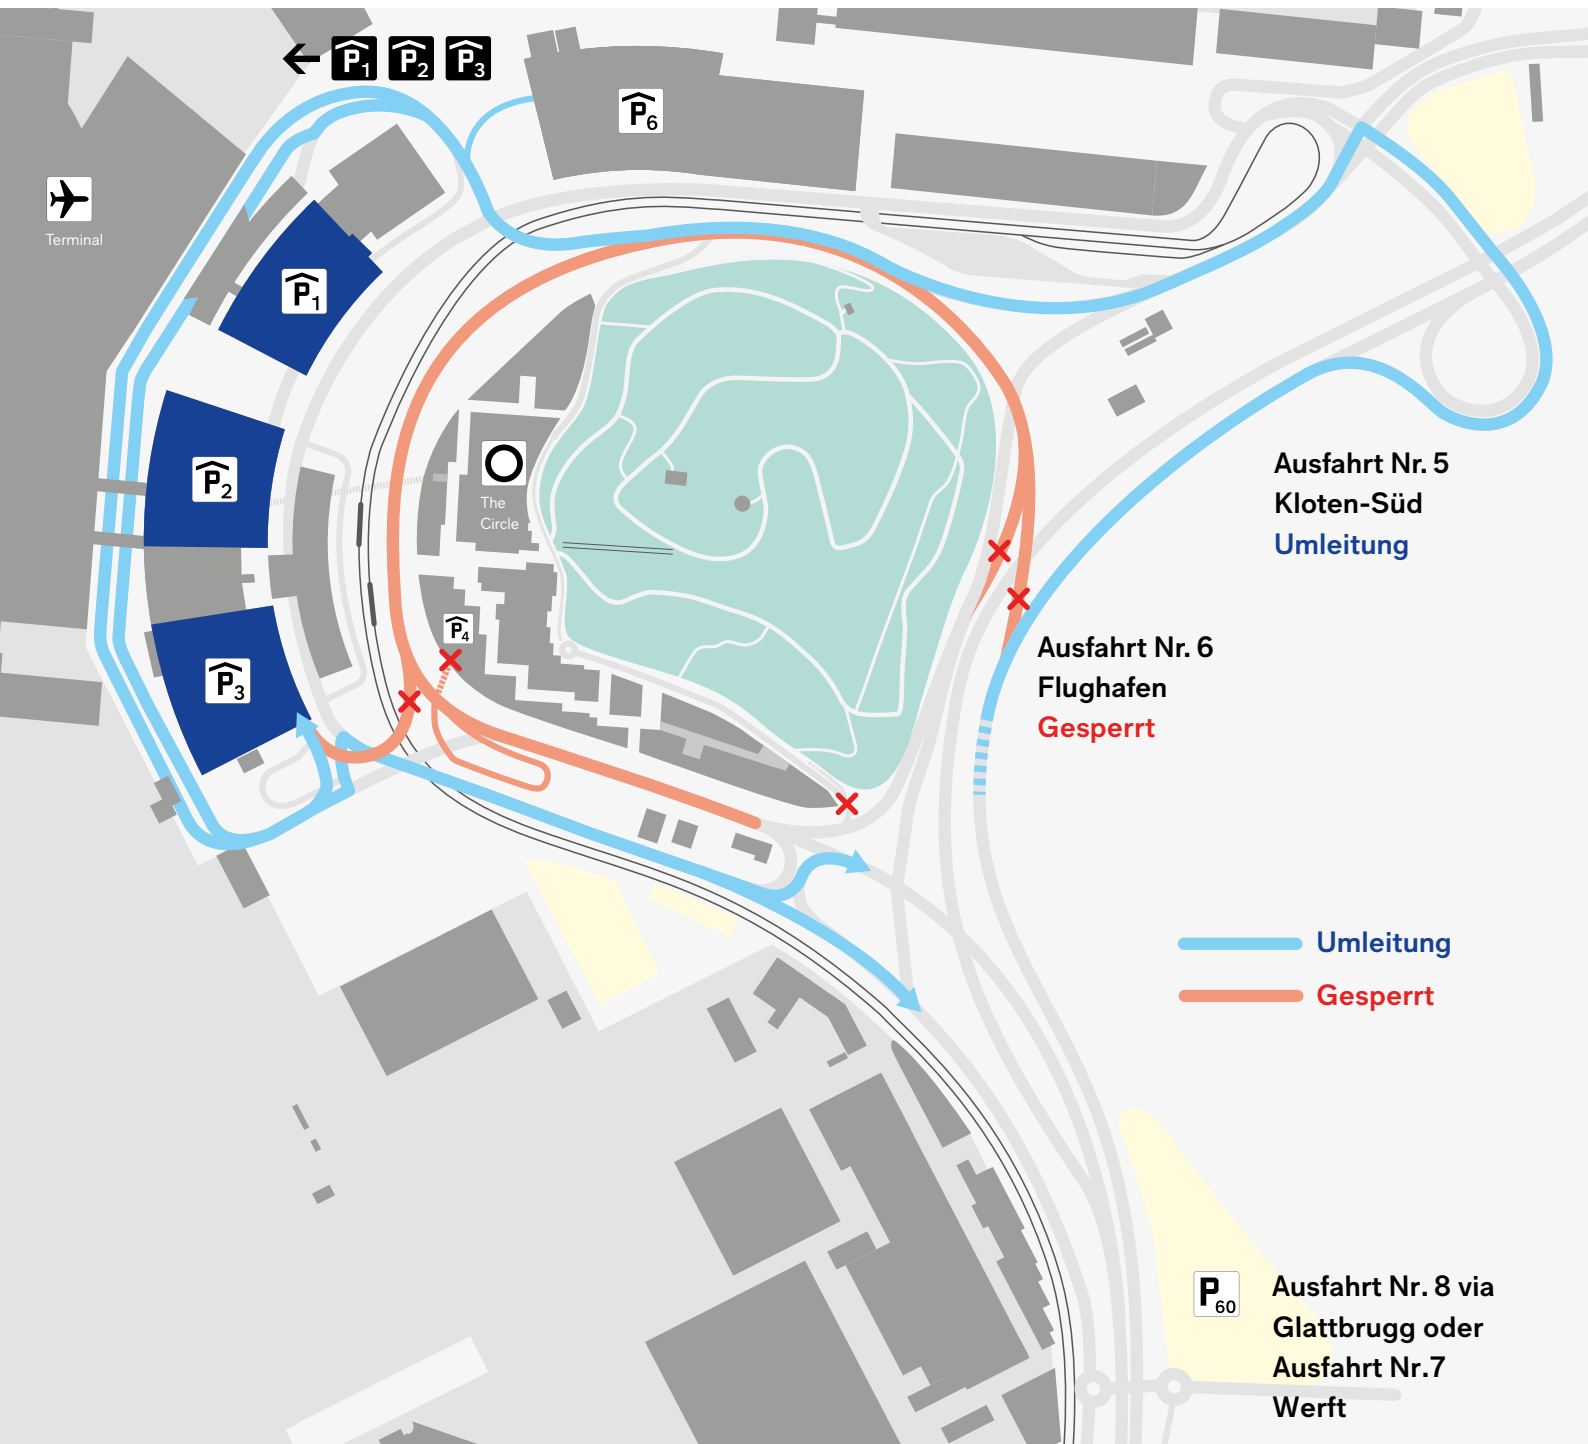 P1 P2 P3
P6
Terminal
P1
P2
The
Circle
P4
P3
Ausfahrt Nr. 5
Kloten-Süd
Umleitung
Ausfahrt Nr. 6
Flughafen
Gesperrt
Umleitung
Gesperrt
P60
Ausfahrt Nr. 8 via
Glattbrugg oder
Ausfahrt Nr.7
Werft